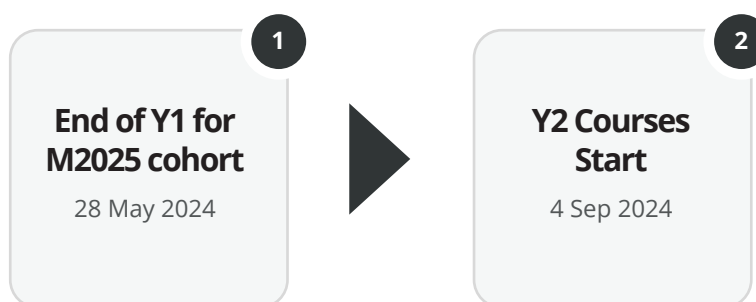 1
End of Y1 for
M2025 cohort
28 May 2024
2
Y2 Courses
Start
4 Sep 2024